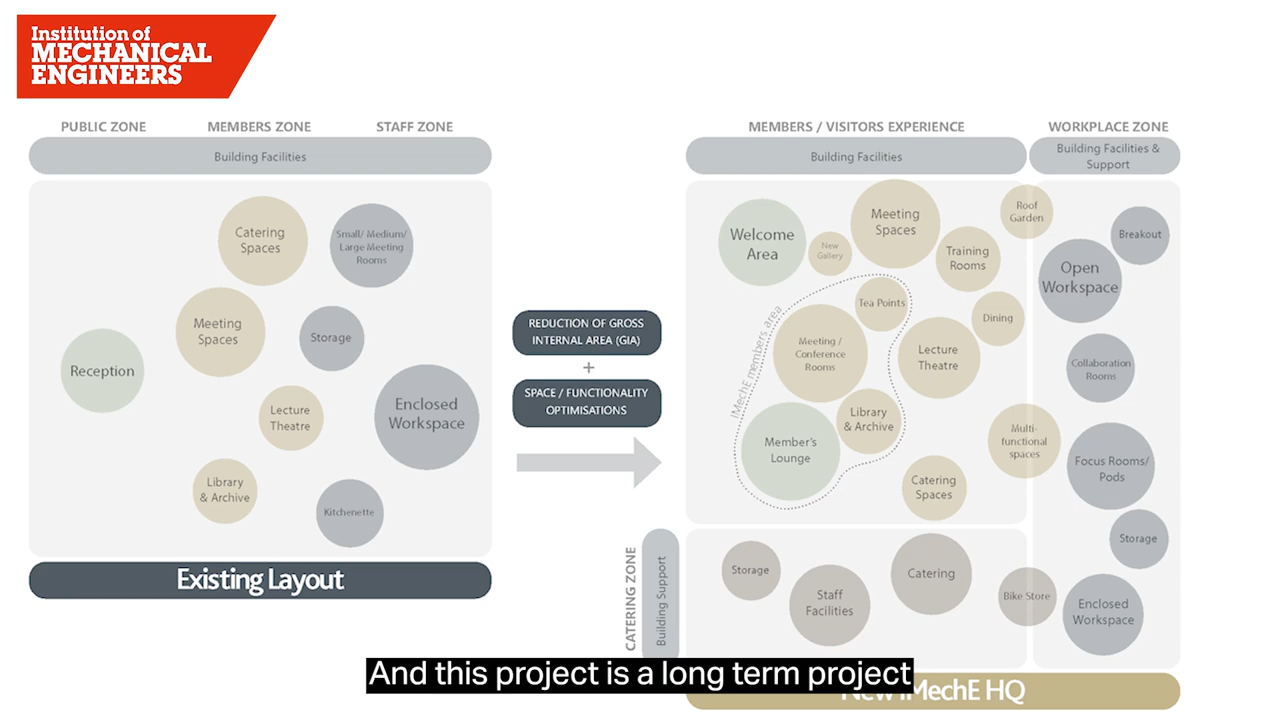 Institution of
MECHANICAL
ENGINEERS
PUBLIC ZONE
MEMBERS ZONE
STAFF ZONE
Building Facilities
Catering
Spaces
Small/ Medium/
Large Meeting
Rooms
Meeting
Spaces
Storage
Reception
Lecture
Theatre
Enclosed
Workspace
Library
& Archive
Kitchenette
Existing Layout
REDUCTION OF GROSS
INTERNAL AREA (GIA)
+
SPACE / FUNCTIONALITY
OPTIMISATIONS
MEMBERS / VISITORS EXPERIENCE
WORKPLACE ZONE
Building Facilities
Building Facilities &
Support
Welcome
Area
New
Gallery
Meeting
Spaces
Training
Rooms
Roof
Garden
Breakout
Open
Workspace
IMechE members area
Tea Points
Dining
Meeting /
Conference
Rooms
Lecture
Theatre
Collaboration
Rooms
Library
& Archive
Member's
Lounge
Multi-
functional
spaces
Focus Rooms/
Pods
Catering
Spaces
Storage
CATERING ZONE
Building Support
Storage
Staff
Facilities
Catering
Bike Store
Enclosed
Workspace
New IMechE HQ
And this project is a long term project